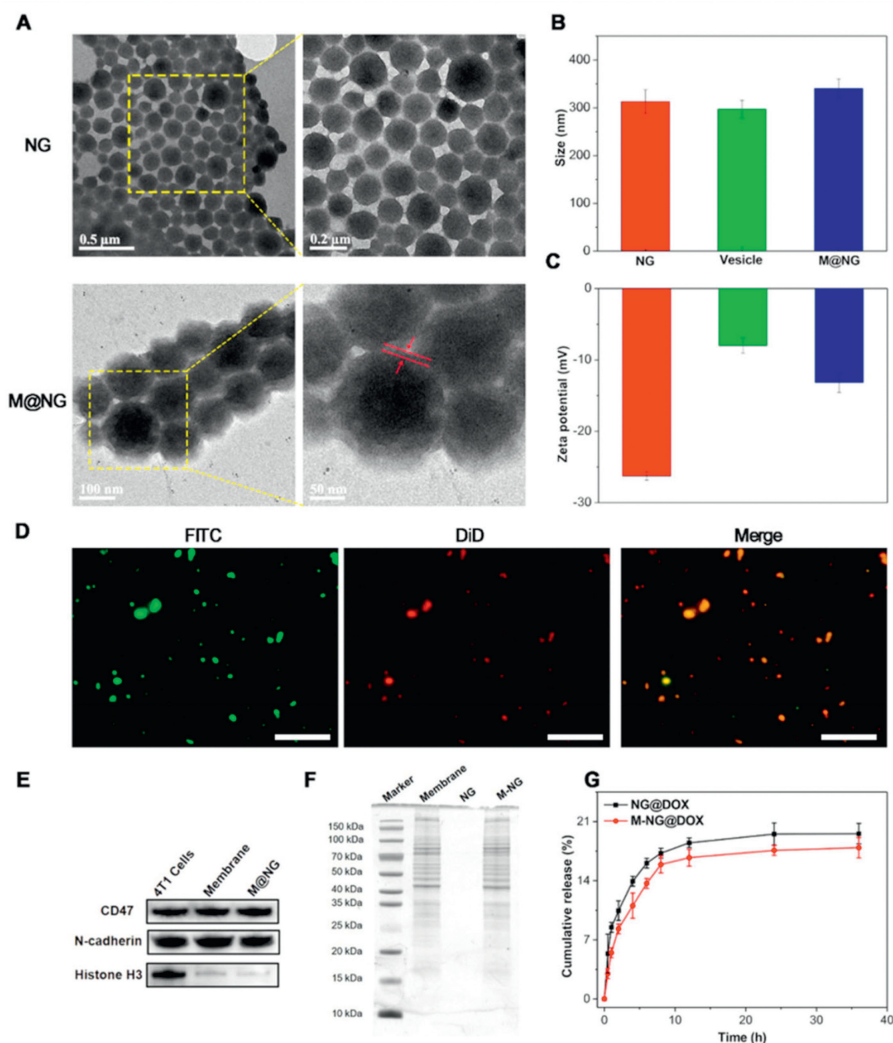 A
NG
0.5 µm
0.2 µm
M@NG
100 nm
50 nm
B
Size (nm)
400
300
200
100
0
NG
Vesicle
M@NG
C
Zeta potential (mV)
0
-10
-20
-30
D
FITC
DiD
Merge
E
4T1 Cells
Membrane
M@NG
CD47
N-cadherin
Histone H3
F
Marker
Membrane
NG
M-NG
150 kDa
100 kDa
70 kDa
50 kDa
40 kDa
35 kDa
25 kDa
20 kDa
15 kDa
10 kDa
G
NG@DOX
M-NG@DOX
Cumulative release (%)
21
14
7
0
0
10
20
30
40
Time (h)